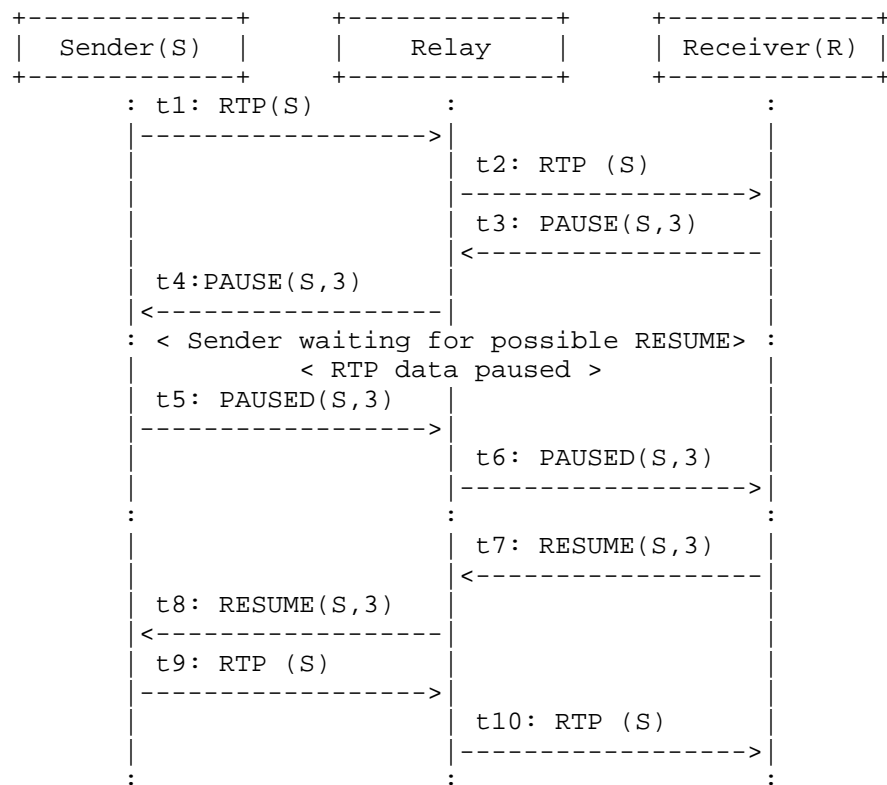 Sender(S) Relay Receiver(R)
t1: RTP(S)
t2: RTP (S)
t3: PAUSE(S,3)
t4:PAUSE(S,3)
< Sender waiting for possible RESUME>
< RTP data paused >
t5: PAUSED(S,3)
t6: PAUSED(S,3)
t7: RESUME(S,3)
t8: RESUME(S,3)
t9: RTP (S)
t10: RTP (S)